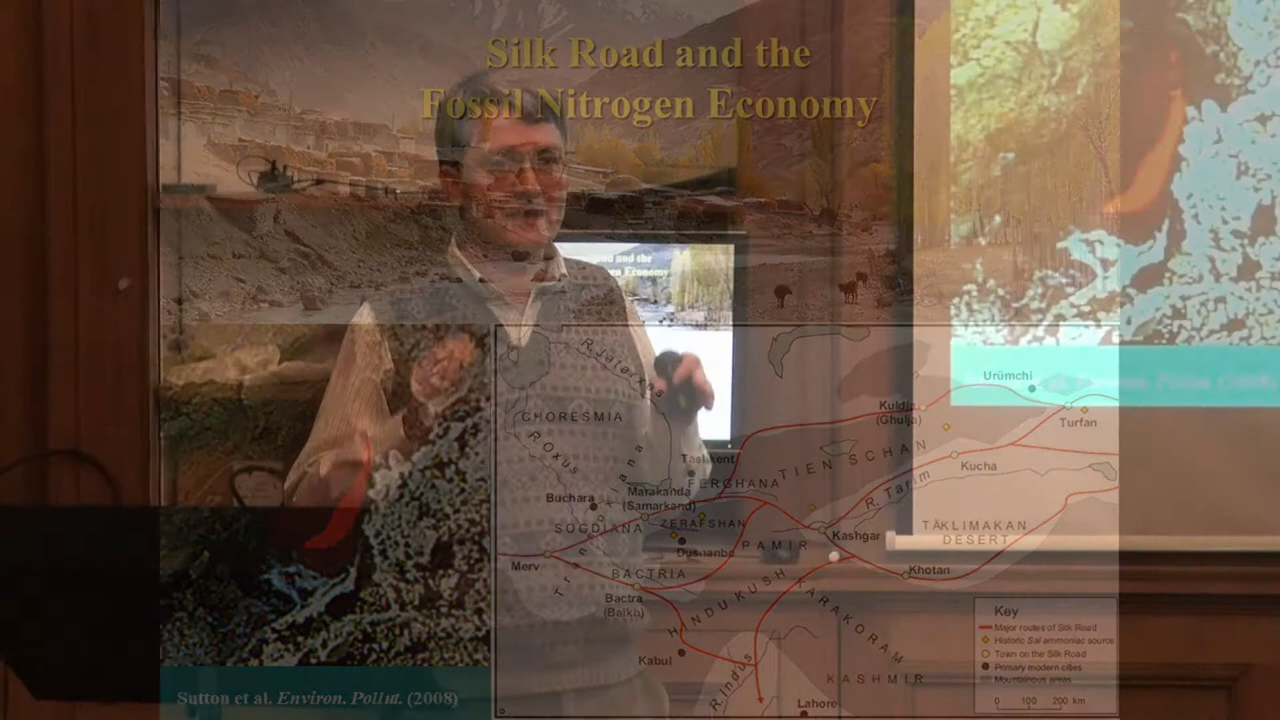 Silk Road and the
Fossil Nitrogen Economy
R. Jaxartes
CHORESMIA
R. Oxus
Transoxiana
Tashkent
FERGHANA
TIEN SCHAN
Kuldja
(Ghulja)
Urümchi
Turfan
Kucha
R. Tarim
Buchara
Marakanda
(Samarkand)
SOGDIANA
ZERAFSHAN
Dushanbe
PAMIR
Kashgar
TAKLIMAKAN
DESERT
Merv
BACTRIA
Bactra
(Balkh)
Khotan
HINDU KUSH
KARAKORAM
Kabul
R. Indus
KASHMIR
Lahore
Key
Major routes of Silk Road
Historic Sal ammoniac source
Town on the Silk Road
Primary modern cities
Mountainous areas
0 100 200 km
Sutton et al. Environ. Pollut. (2008)